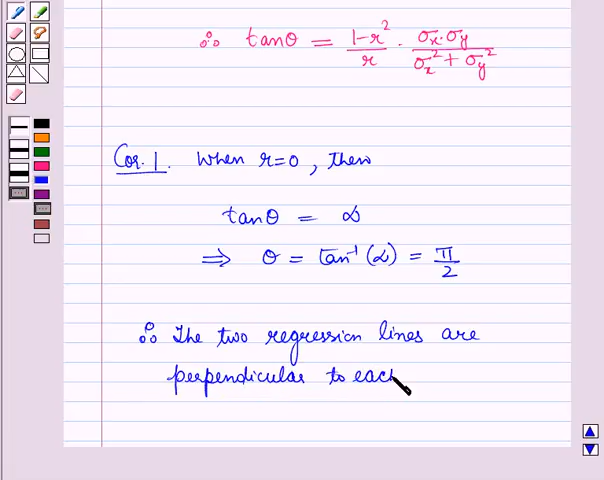 ∴ tanθ = (1-r²)/r · (σx·σy)/(σx² + σy²)
Cor. 1. When r=0, then
tanθ = ∞
⇒ θ = tan⁻¹(∞) = π/2
∴ The two regression lines are
perpendicular to each